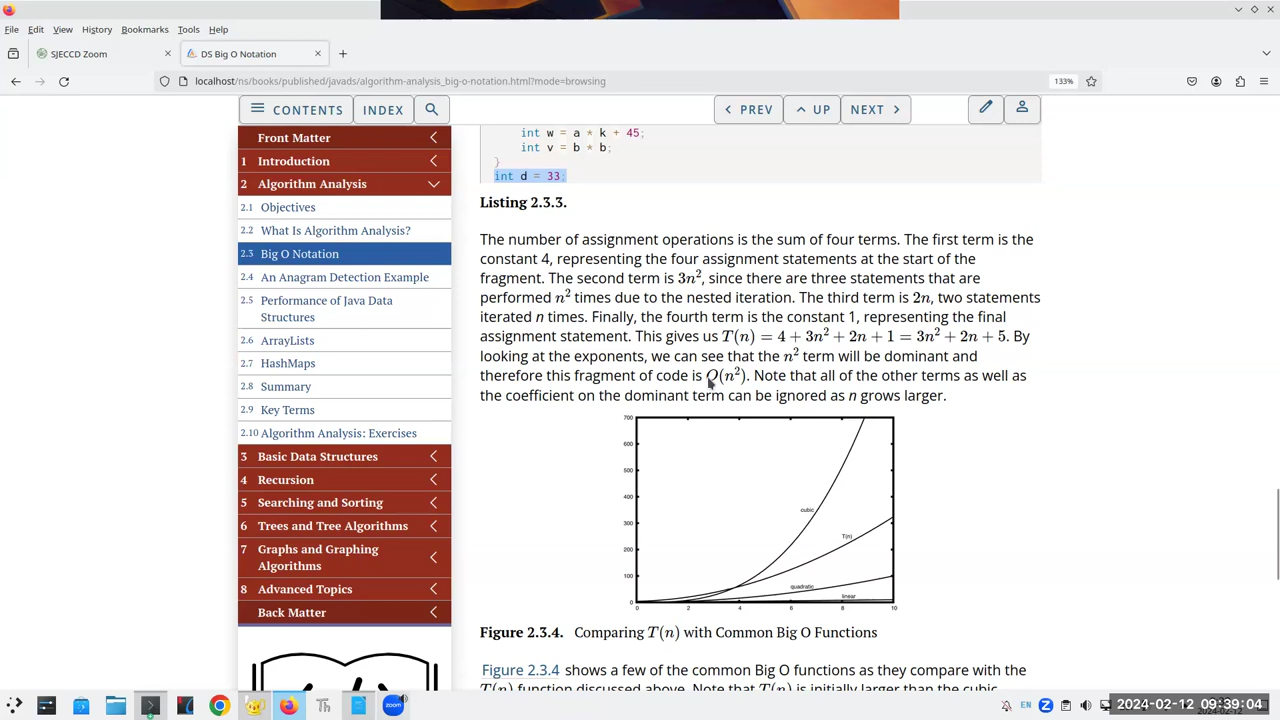 File Edit View History Bookmarks Tools Help
SJECCD Zoom
DS Big O Notation
localhost/ns/books/published/javads/algorithm-analysis_big-o-notation.html?mode=browsing
133%
CONTENTS INDEX
PREV UP NEXT
Front Matter
1 Introduction
2 Algorithm Analysis
2.1 Objectives
2.2 What Is Algorithm Analysis?
2.3 Big O Notation
2.4 An Anagram Detection Example
2.5 Performance of Java Data
Structures
2.6 ArrayLists
2.7 HashMaps
2.8 Summary
2.9 Key Terms
2.10 Algorithm Analysis: Exercises
3 Basic Data Structures
4 Recursion
5 Searching and Sorting
6 Trees and Tree Algorithms
7 Graphs and Graphing
Algorithms
8 Advanced Topics
Back Matter
int w = a * k + 45;
int v = b * b;
}
int d = 33;
Listing 2.3.3.
The number of assignment operations is the sum of four terms. The first term is the
constant 4, representing the four assignment statements at the start of the
fragment. The second term is 3n², since there are three statements that are
performed n² times due to the nested iteration. The third term is 2n, two statements
iterated n times. Finally, the fourth term is the constant 1, representing the final
assignment statement. This gives us T(n) = 4 + 3n² + 2n + 1 = 3n² + 2n + 5. By
looking at the exponents, we can see that the n² term will be dominant and
therefore this fragment of code is O(n²). Note that all of the other terms as well as
the coefficient on the dominant term can be ignored as n grows larger.
700
600
500
400
300
200
100
0
0 2 4 6 8 10
cubic
T(n)
quadratic
linear
Figure 2.3.4. Comparing T(n) with Common Big O Functions
Figure 2.3.4 shows a few of the common Big O functions as they compare with the
T(n) function discussed above. Note that T(n) is initially larger than the cubic
Th
zoom
EN
Z
2024-02-12 09:39:04